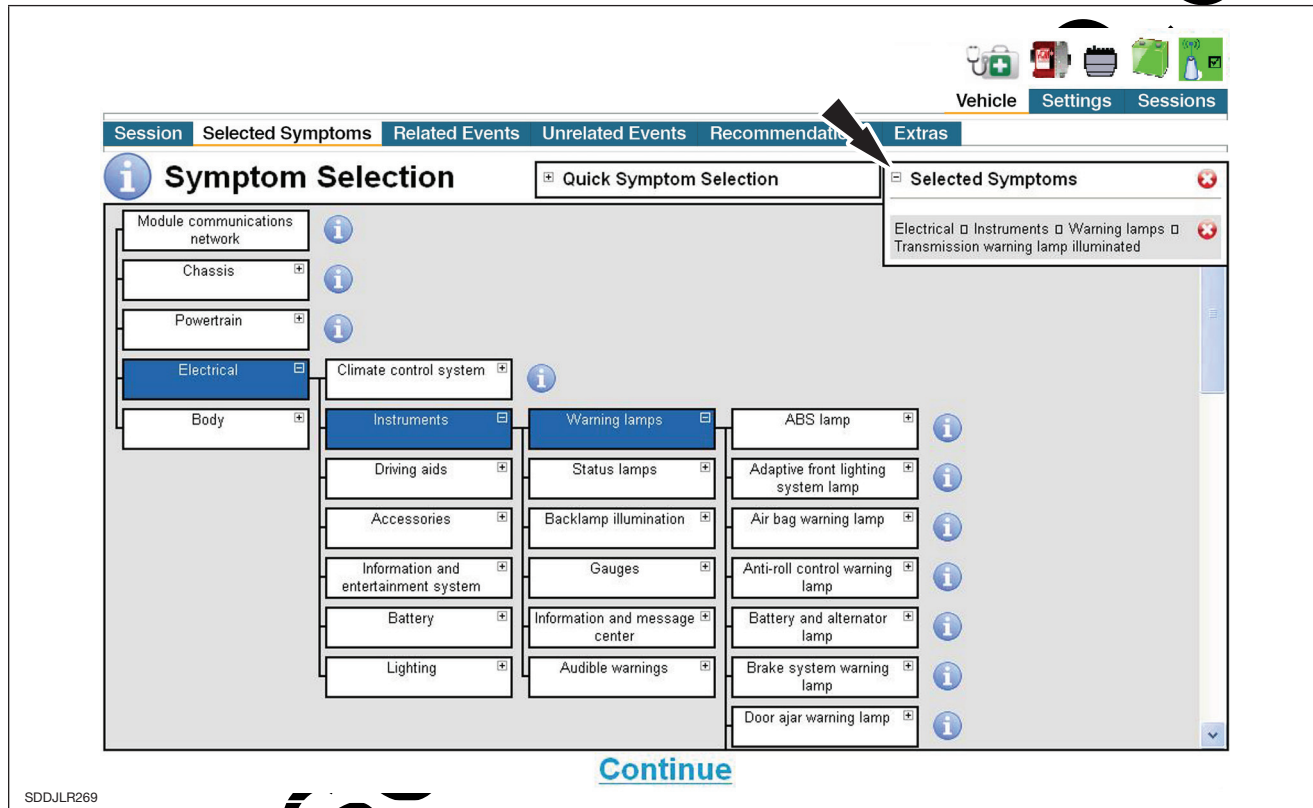 Vehicle Settings Sessions
Session Selected Symptoms Related Events Unrelated Events Extras
Symptom Selection
Quick Symptom Selection
Selected Symptoms
Electrical Instruments Warning lamps
Transmission warning lamp illuminated
Module communications
network
Chassis
Powertrain
Electrical
Body
Climate control system
Instruments
Driving aids
Accessories
Information and
entertainment system
Battery
Lighting
Warning lamps
Status lamps
Backlamp illumination
Gauges
Information and message
center
Audible warnings
ABS lamp
Adaptive front lighting
system lamp
Air bag warning lamp
Anti-roll control warning
lamp
Battery and alternator
lamp
Brake system warning
lamp
Door ajar warning lamp
Continue
SDDJLR269